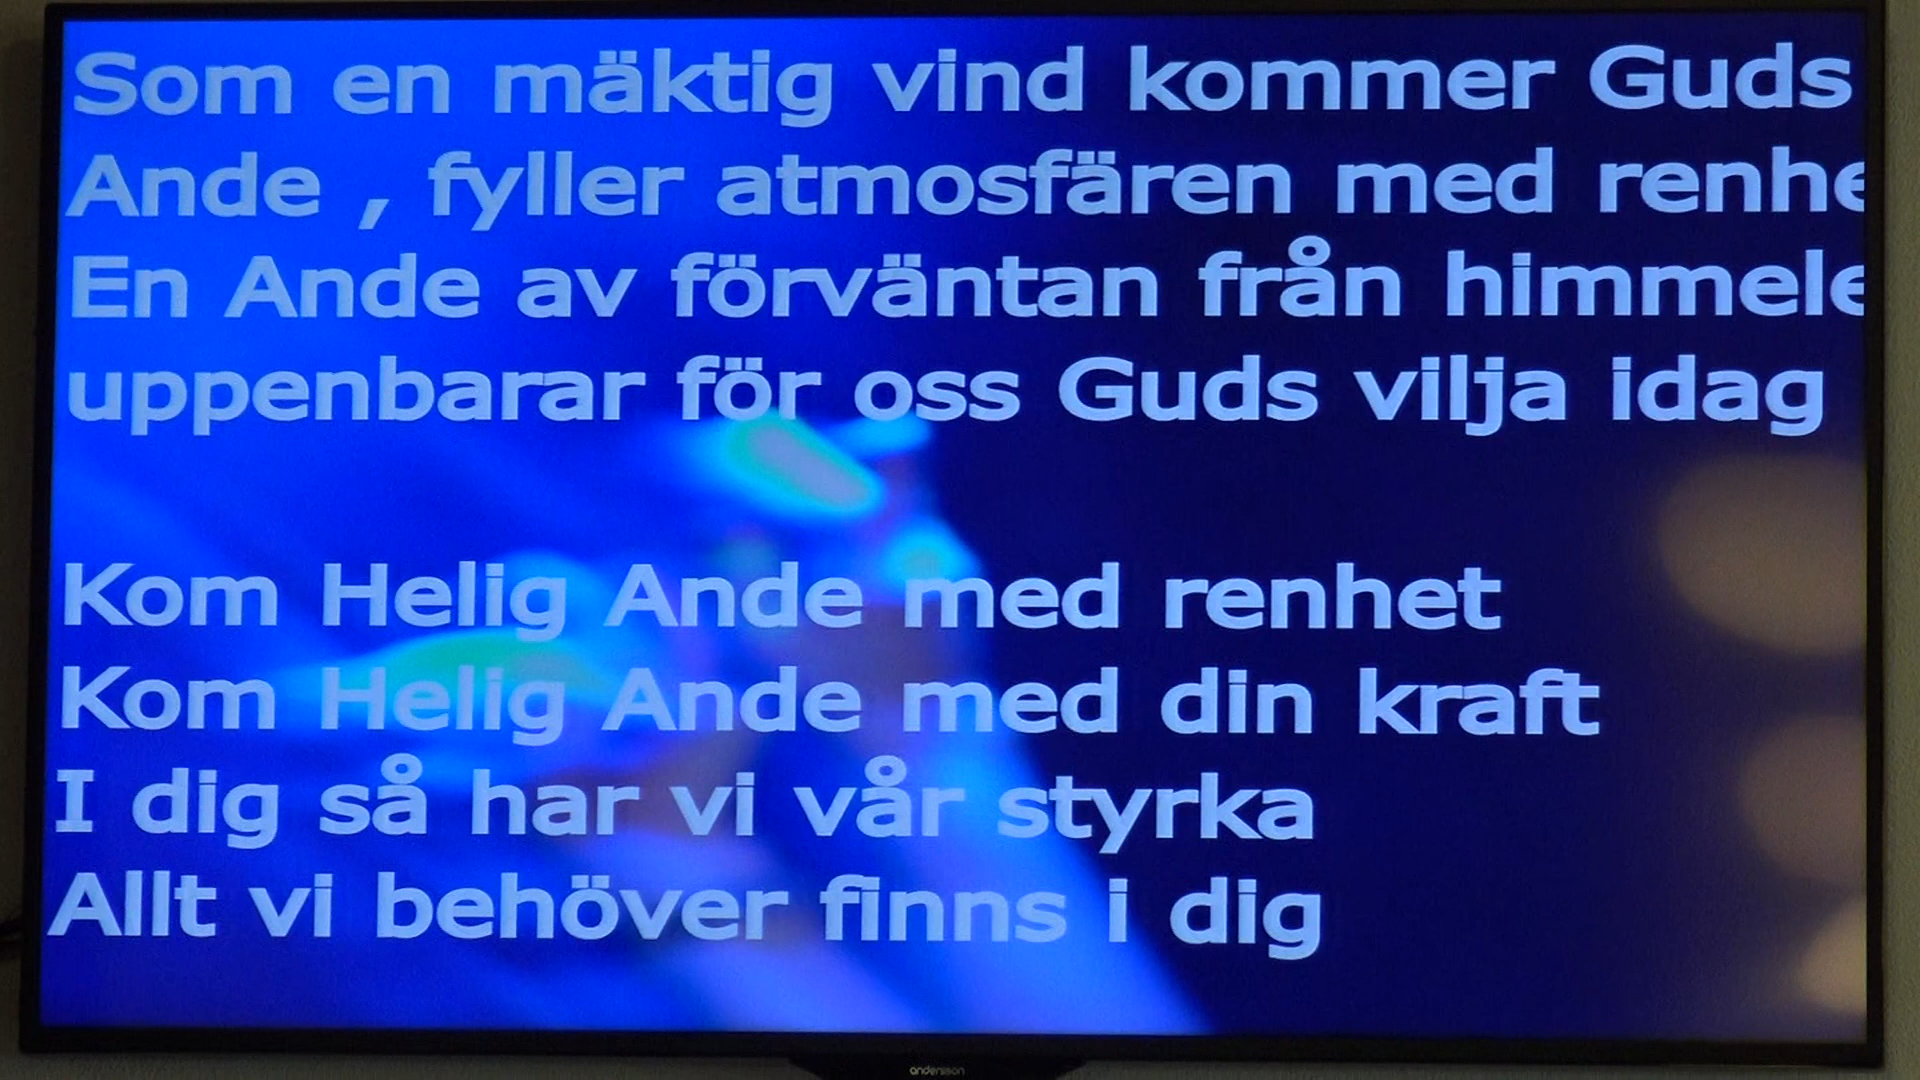 Som en mäktig vind kommer Guds
Ande , fyller atmosfären med renhe
En Ande av förväntan från himmele
uppenbarar för oss Guds vilja idag
Kom Helig Ande med renhet
Kom Helig Ande med din kraft
I dig så har vi vår styrka
Allt vi behöver finns i dig
andersson